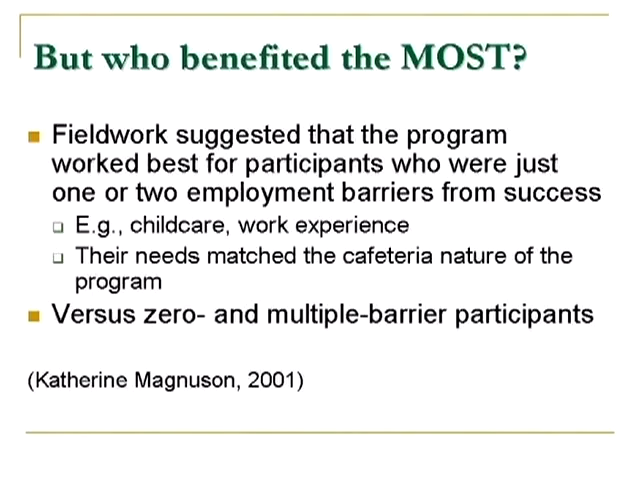 But who benefited the MOST?
Fieldwork suggested that the program
worked best for participants who were just
one or two employment barriers from success
E.g., childcare, work experience
Their needs matched the cafeteria nature of the
program
Versus zero- and multiple-barrier participants
(Katherine Magnuson, 2001)